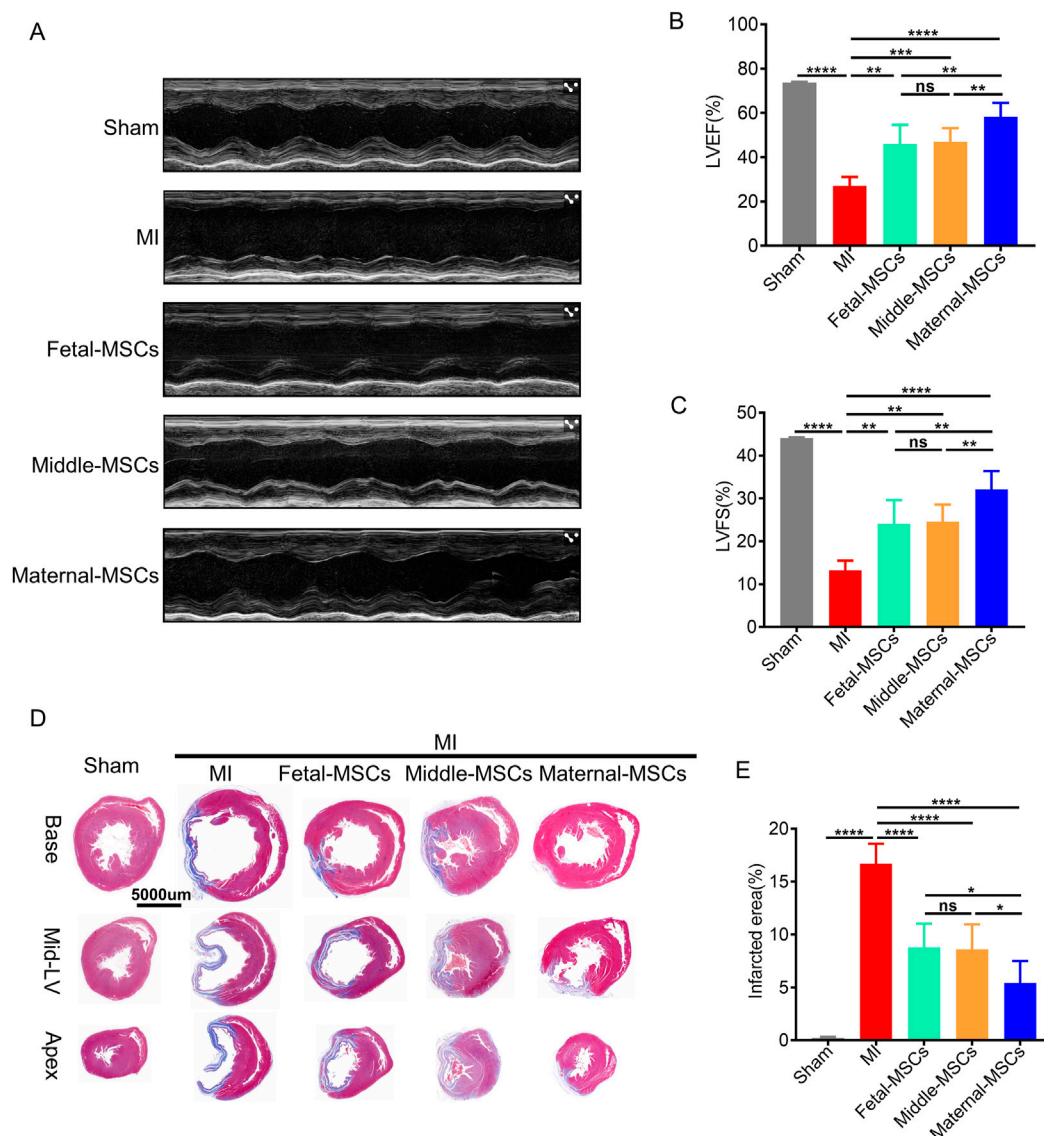 A
Sham
MI
Fetal-MSCs
Middle-MSCs
Maternal-MSCs
B
LVEF(%)
100
80
60
40
20
0
****
***
**** ** **
ns **
Sham
MI
Fetal-MSCs
Middle-MSCs
Maternal-MSCs
C
LVFS(%)
50
40
30
20
10
0
****
**
**** ** **
ns **
Sham
MI
Fetal-MSCs
Middle-MSCs
Maternal-MSCs
D
MI
Sham MI Fetal-MSCs Middle-MSCs Maternal-MSCs
Base
5000um
Mid-LV
Apex
E
Infarcted erea(%)
20
15
10
5
0
****
****
**** ****
*
ns *
Sham
MI
Fetal-MSCs
Middle-MSCs
Maternal-MSCs